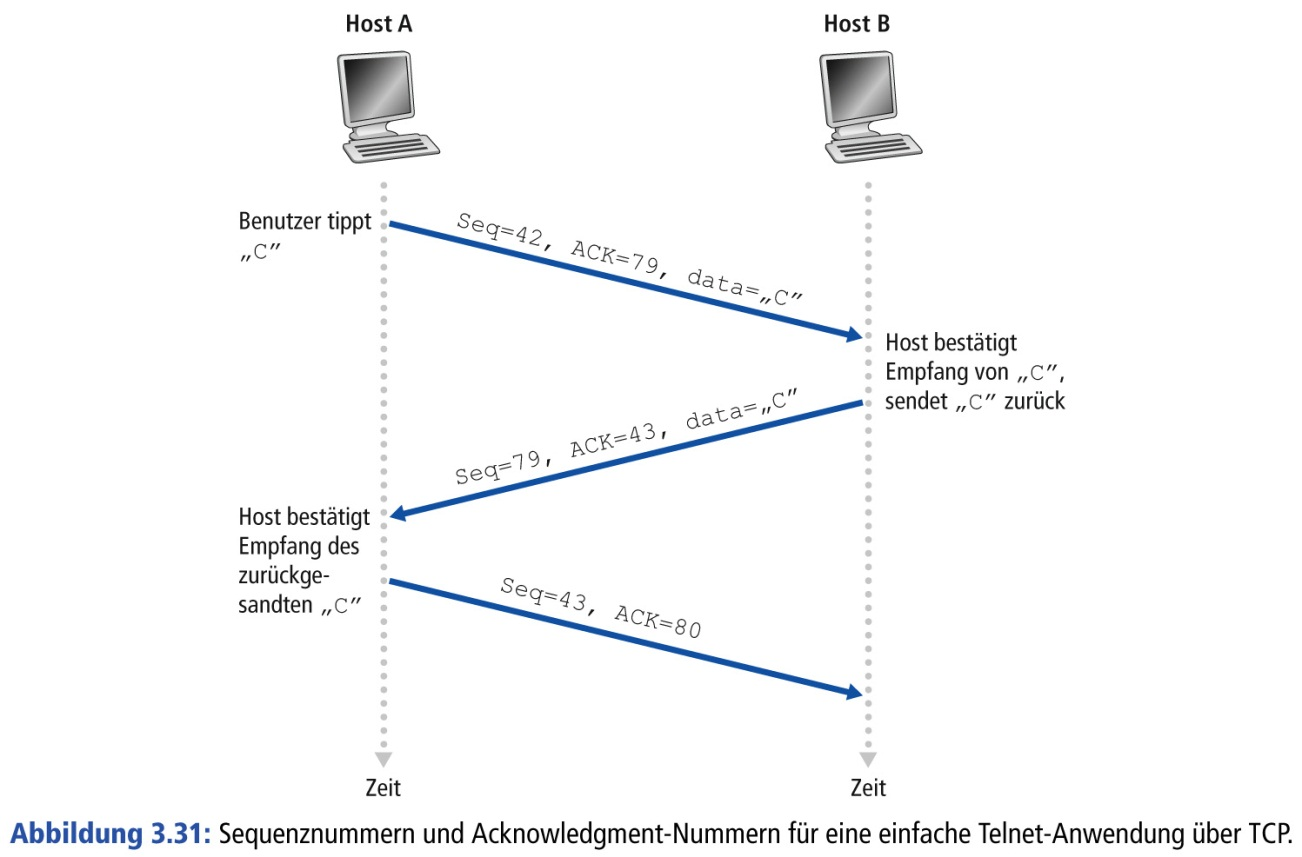 Host A
Host B
Benutzer tippt
„C”
Seq=42, ACK=79, data=„C”
Host bestätigt
Empfang von „C”,
sendet „C” zurück
Seq=79, ACK=43, data=„C”
Host bestätigt
Empfang des
zurückge-
sandten „C”
Seq=43, ACK=80
Zeit
Zeit
Abbildung 3.31: Sequenznummern und Acknowledgment-Nummern für eine einfache Telnet-Anwendung über TCP.